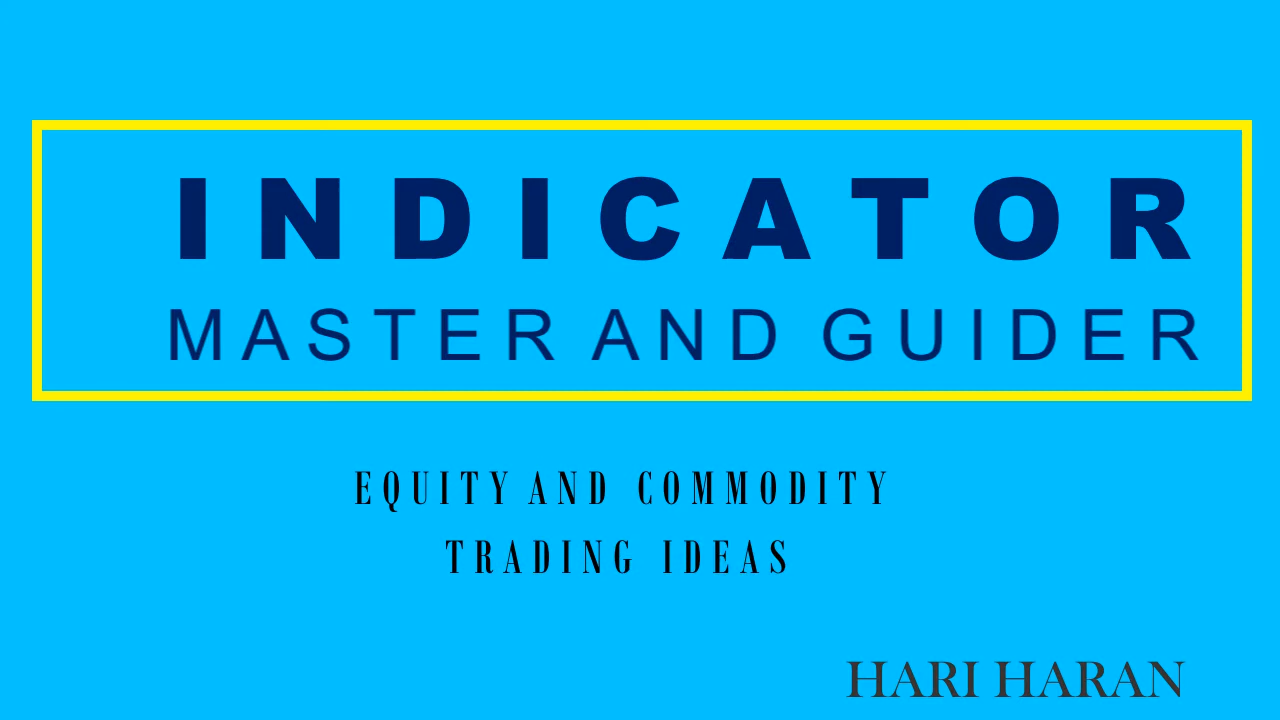 INDICATOR
MASTER AND GUIDER
EQUITY AND COMMODITY
TRADING IDEAS
HARI HARAN